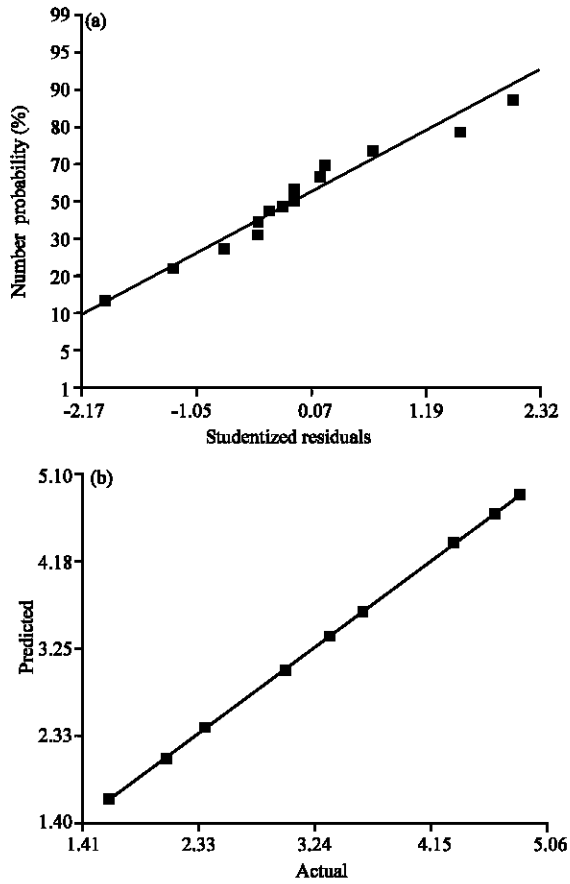 (a)
Number probability (%)
99
95
90
80
70
50
30
20
10
5
1
-2.17 -1.05 0.07 1.19 2.32
Studentized residuals
(b)
Predicted
5.10
4.18
3.25
2.33
1.40
1.41 2.33 3.24 4.15 5.06
Actual